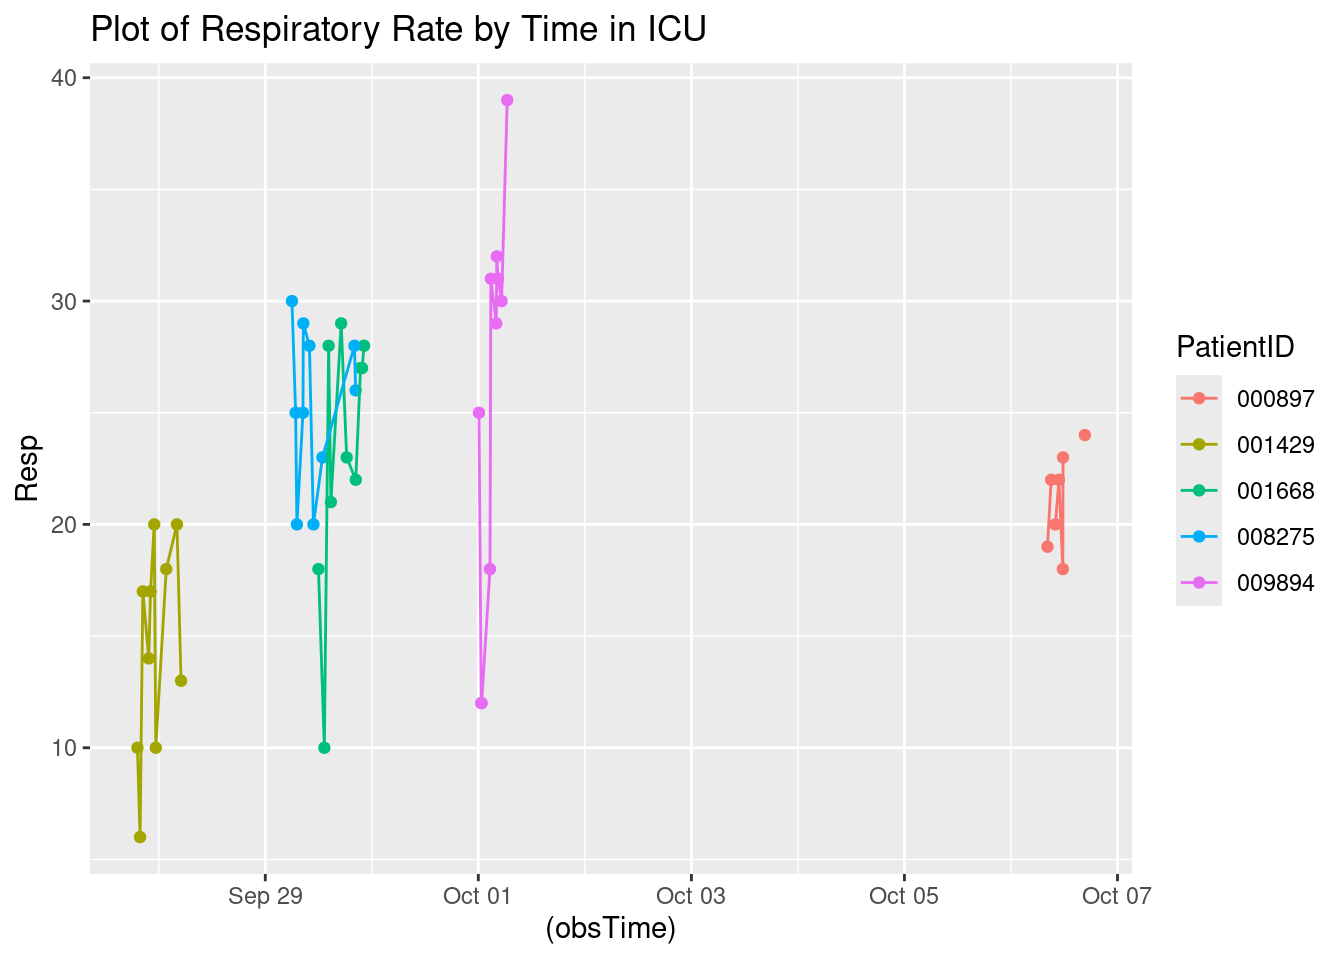 Plot of Respiratory Rate by Time in ICU
40
30
20
10
Resp
Sep 29
Oct 01
Oct 03
Oct 05
Oct 07
(obsTime)
PatientID
000897
001429
001668
008275
009894